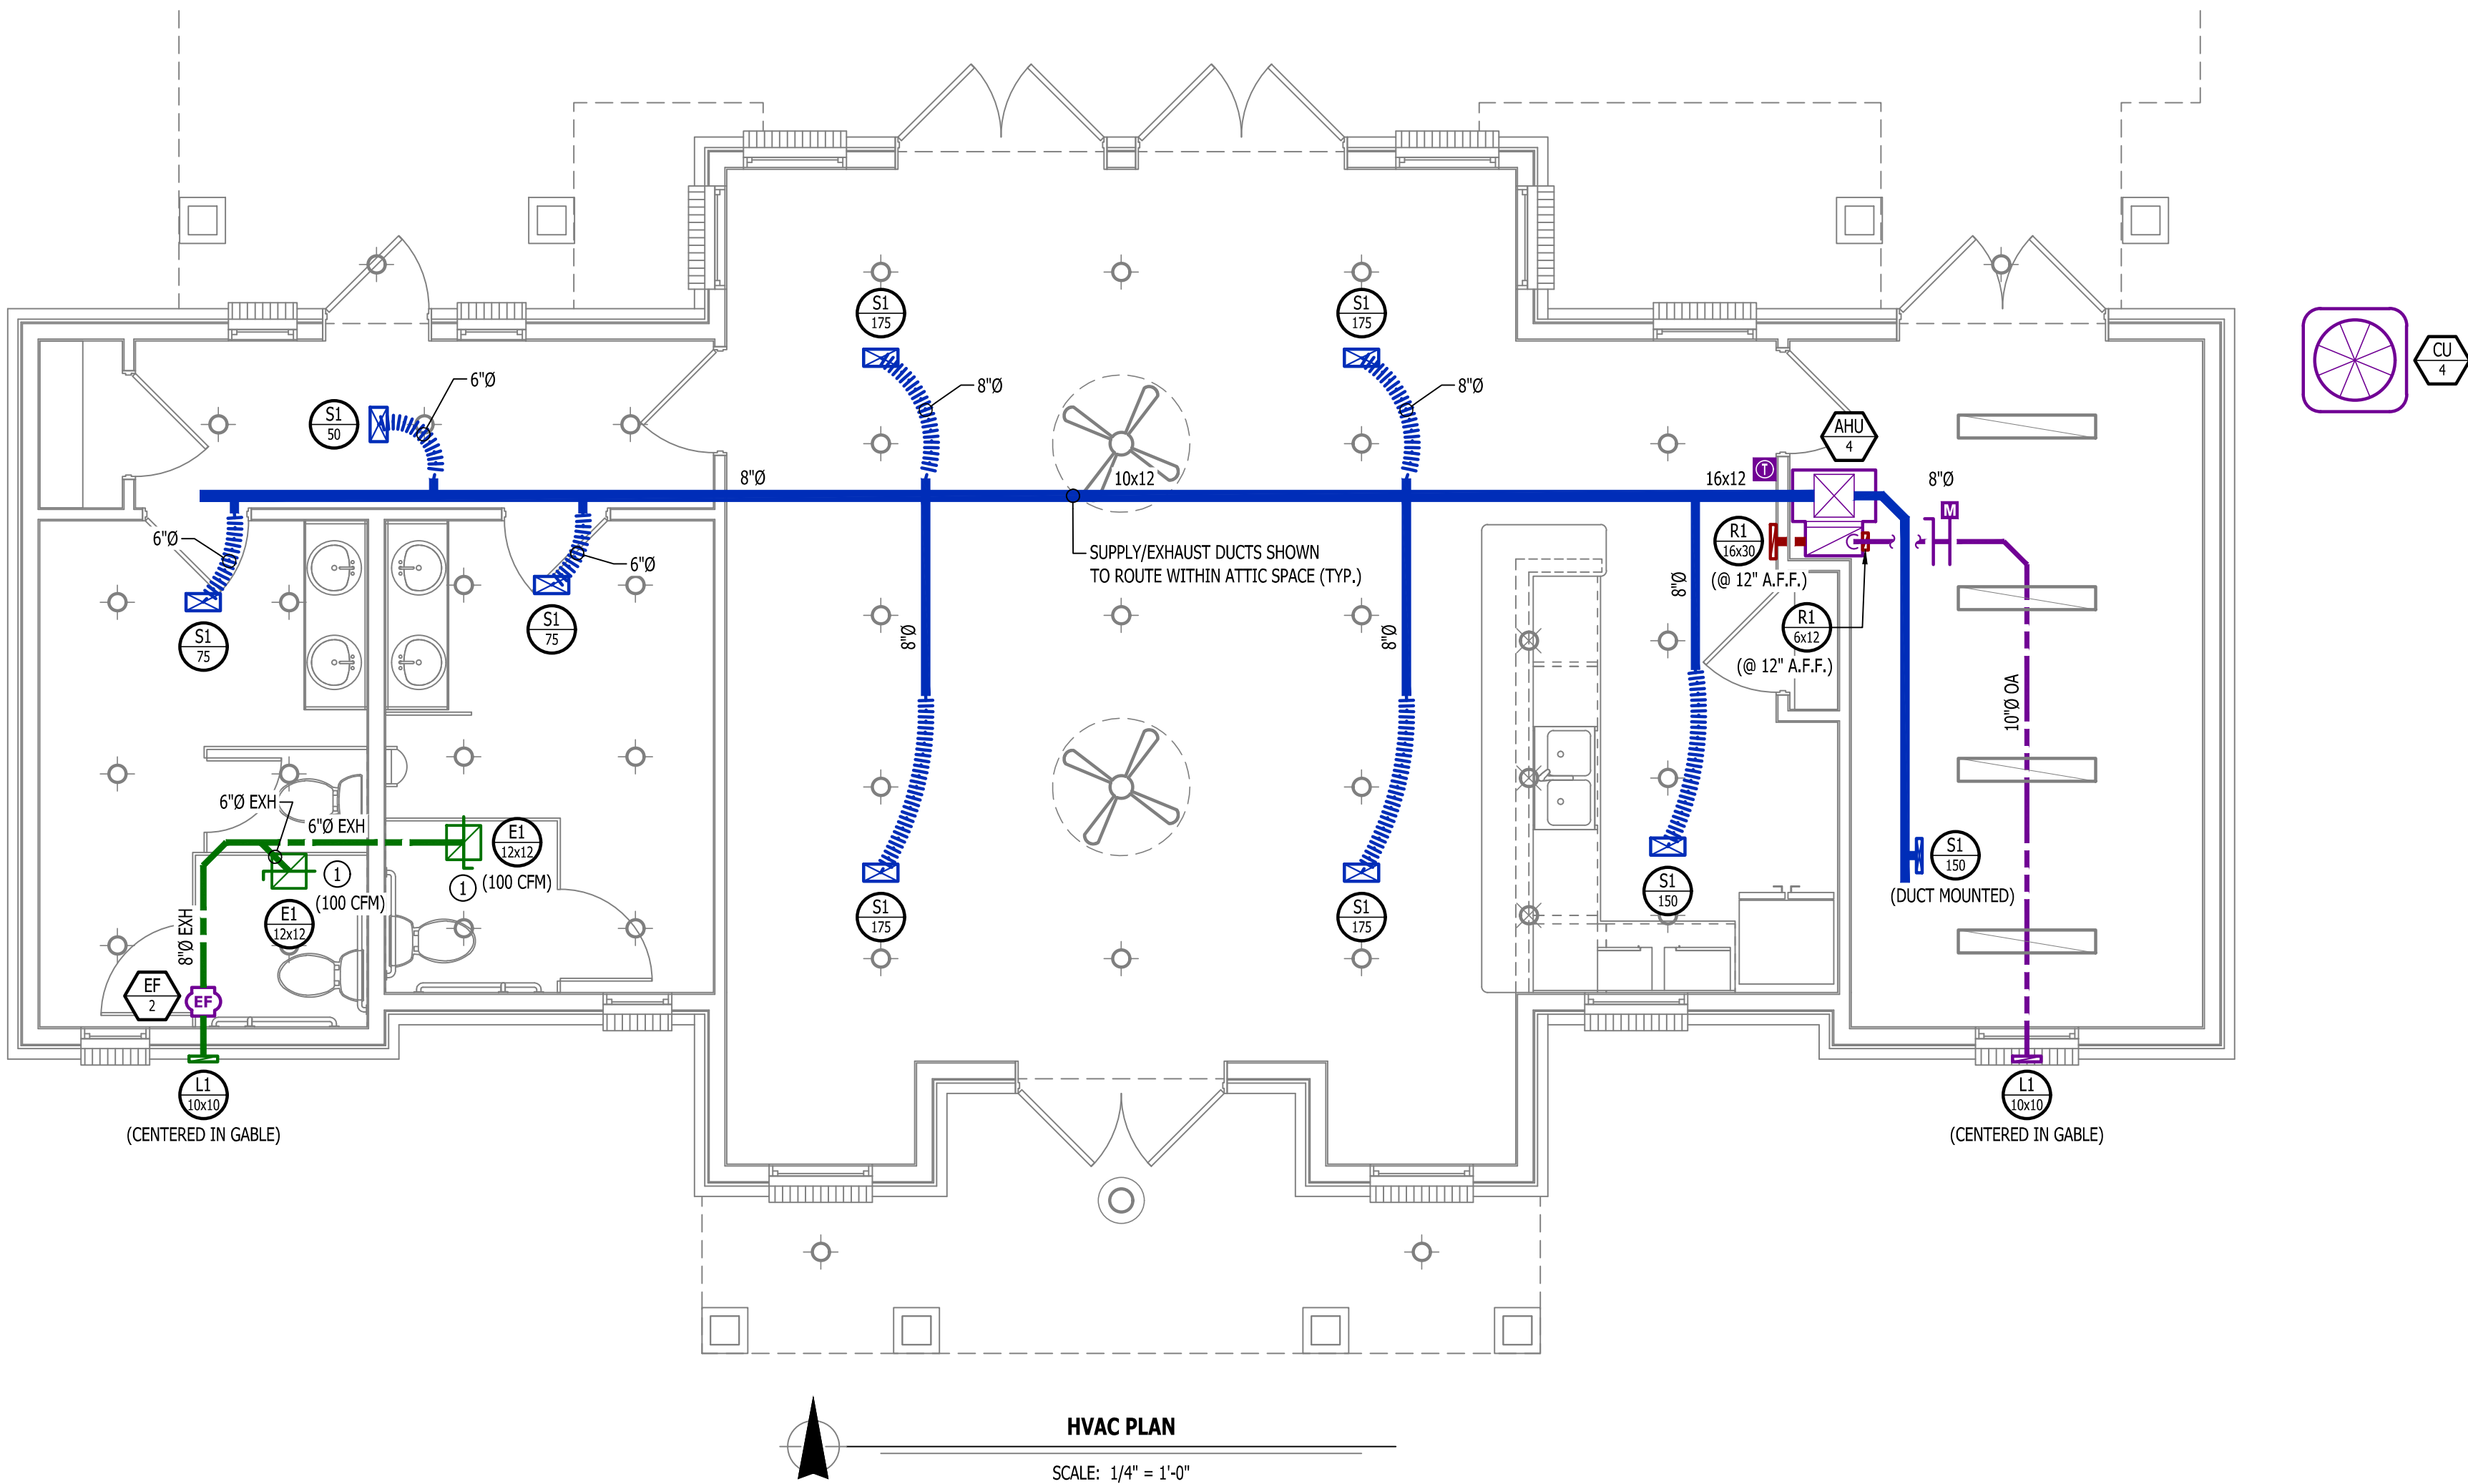 S1
175
S1
175
CU
4
6"Ø
8"Ø
8"Ø
S1
50
AHU
4
8"Ø
10x12
16x12
T
8"Ø
M
6"Ø
6"Ø
SUPPLY/EXHAUST DUCTS SHOWN
TO ROUTE WITHIN ATTIC SPACE (TYP.)
R1
16x30
(@ 12" A.F.F.)
8"Ø
R1
6x12
(@ 12" A.F.F.)
S1
75
S1
75
8"Ø
8"Ø
10"Ø OA
6"Ø EXH
6"Ø EXH
E1
12x12
1
(100 CFM)
1
(100 CFM)
E1
12x12
8"Ø EXH
S1
175
S1
175
S1
150
S1
150
(DUCT MOUNTED)
EF
2
EF
L1
10x10
(CENTERED IN GABLE)
L1
10x10
(CENTERED IN GABLE)
HVAC PLAN
SCALE: 1/4" = 1'-0"